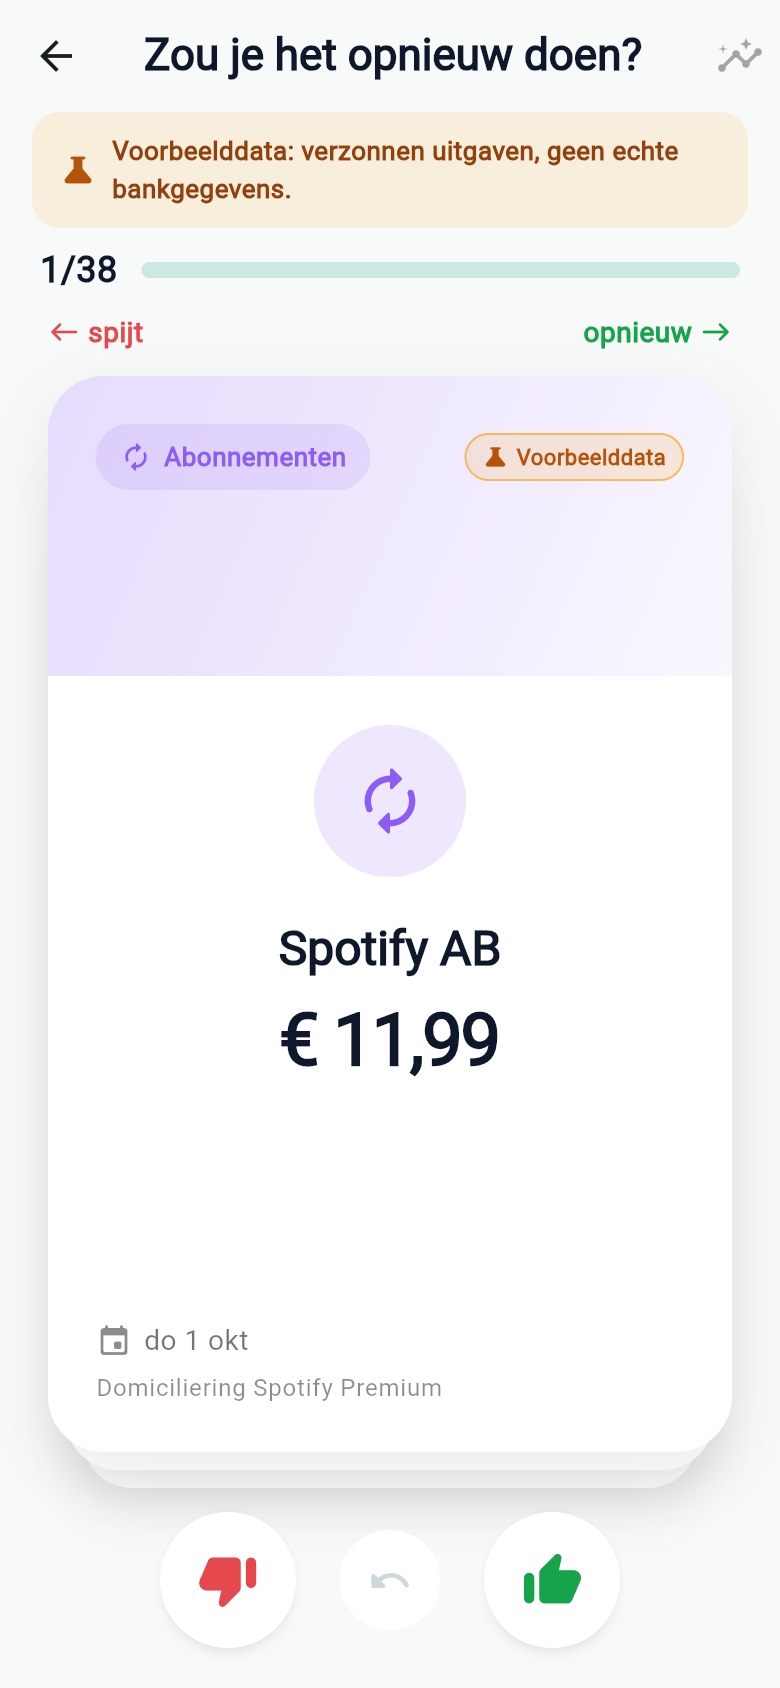 Zou je het opnieuw doen?
Voorbeelddata: verzonnen uitgaven, geen echte
bankgegevens.
1/38
← spijt
opnieuw →
Abonnementen
Voorbeelddata
Spotify AB
€ 11,99
do 1 okt
Domiciliering Spotify Premium